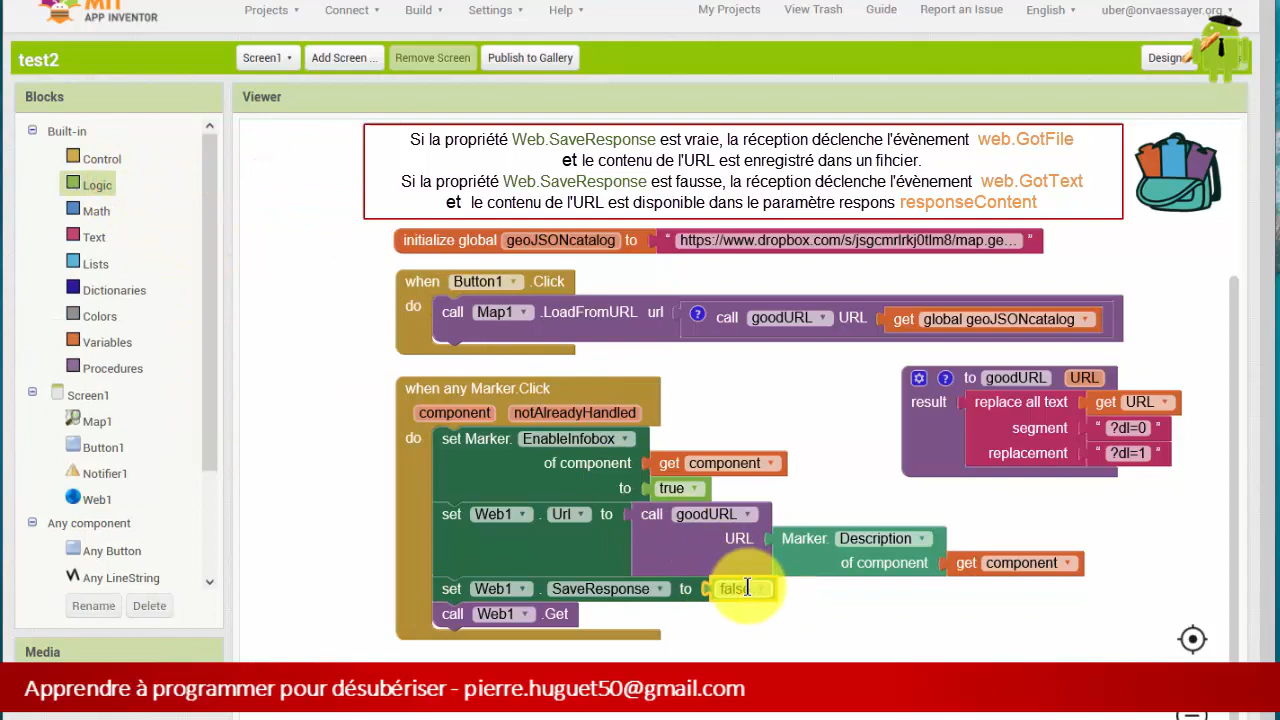 MIT
APP INVENTOR
Projects Connect Build Settings Help My Projects View Trash Guide Report an Issue English uber@onvaessayer.org
test2 Screen1 Add Screen ... Remove Screen Publish to Gallery
Blocks
Viewer
Built-in
Control
Logic
Math
Text
Lists
Dictionaries
Colors
Variables
Procedures
Screen1
Map1
Button1
Notifier1
Web1
Any component
Any Button
Any LineString
Rename Delete
Media
Si la propriété Web.SaveResponse est vraie, la réception déclenche l'évènement web.GotFile
et le contenu de l'URL est enregistré dans un fihcier.
Si la propriété Web.SaveResponse est fausse, la réception déclenche l'évènement web.GotText
et le contenu de l'URL est disponible dans le paramètre respons responseContent
initialize global geoJSONcatalog to “ https://www.dropbox.com/s/jsgcmrlrkj0tlm8/map.ge... ”
when Button1 .Click
do call Map1 .LoadFromURL url ? call goodURL URL get global geoJSONcatalog
when any Marker.Click
component notAlreadyHandled
do set Marker. EnableInfobox
of component get component
to true
set Web1 . Url to call goodURL
URL Marker. Description
of component get component
set Web1 . SaveResponse to false
call Web1 .Get
? to goodURL URL
result replace all text get URL
segment “ ?dl=0 ”
replacement “ ?dl=1 ”
Apprendre à programmer pour désubériser - pierre.huguet50@gmail.com